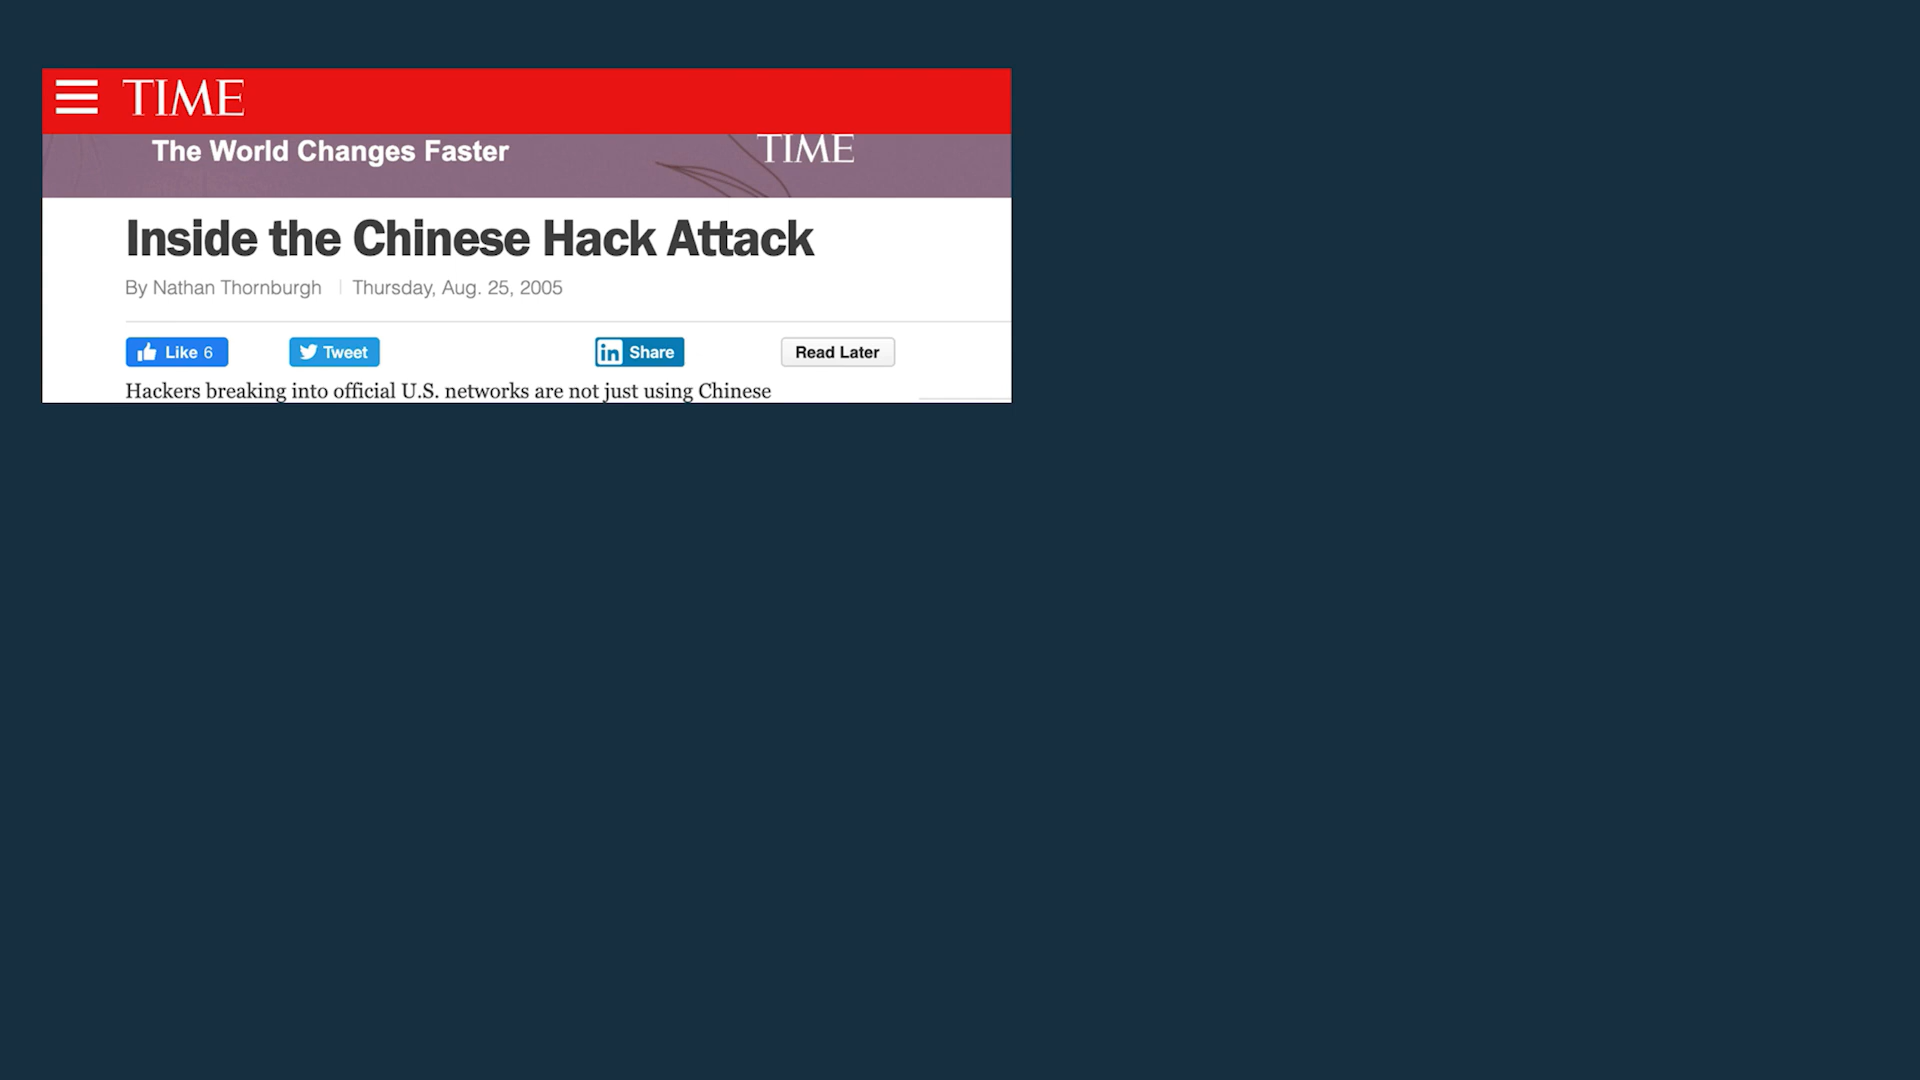 TIME
The World Changes Faster
TIME
Inside the Chinese Hack Attack
By Nathan Thornburgh | Thursday, Aug. 25, 2005
Like 6 Tweet in Share Read Later
Hackers breaking into official U.S. networks are not just using Chinese